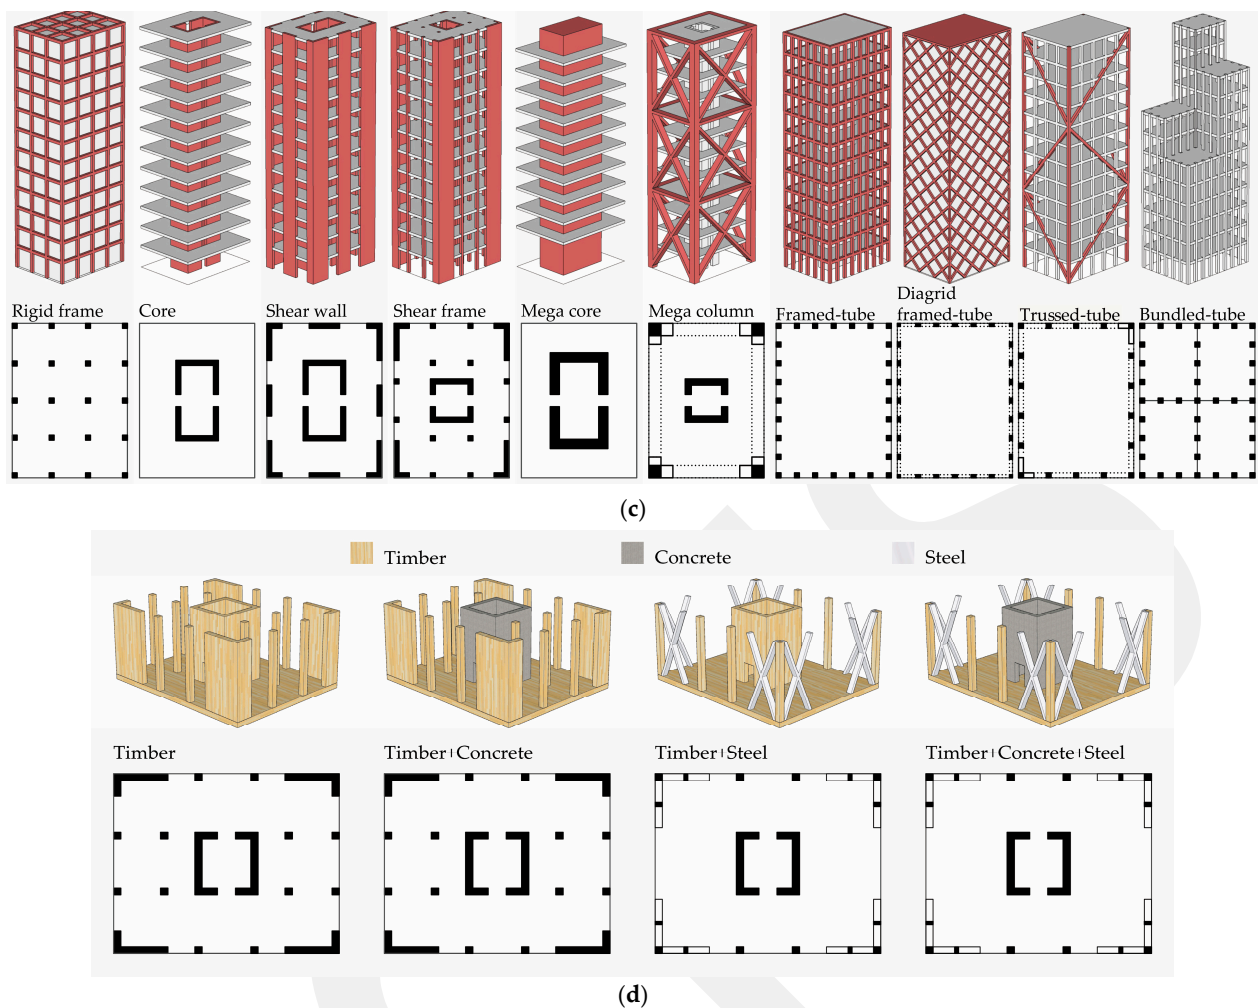 Rigid frame
Core
Shear wall
Shear frame
Mega core
Mega column
Framed-tube
Diagrid
framed-tube
Trussed-tube
Bundled-tube
(c)
Timber
Concrete
Steel
Timber | Concrete
Timber | Steel
Timber | Concrete | Steel
Timber
(d)